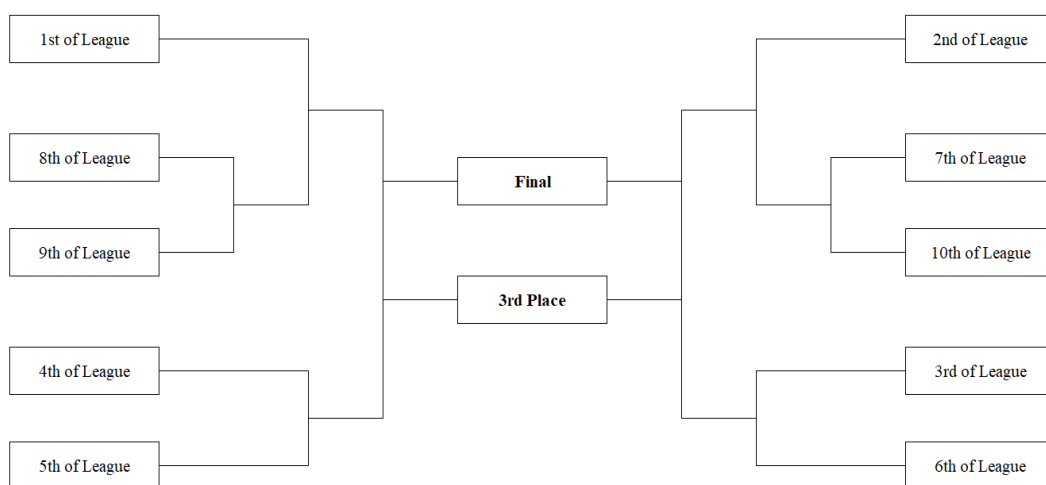 1st of League
2nd of League
8th of League
7th of League
Final
9th of League
10th of League
3rd Place
4th of League
3rd of League
5th of League
6th of League